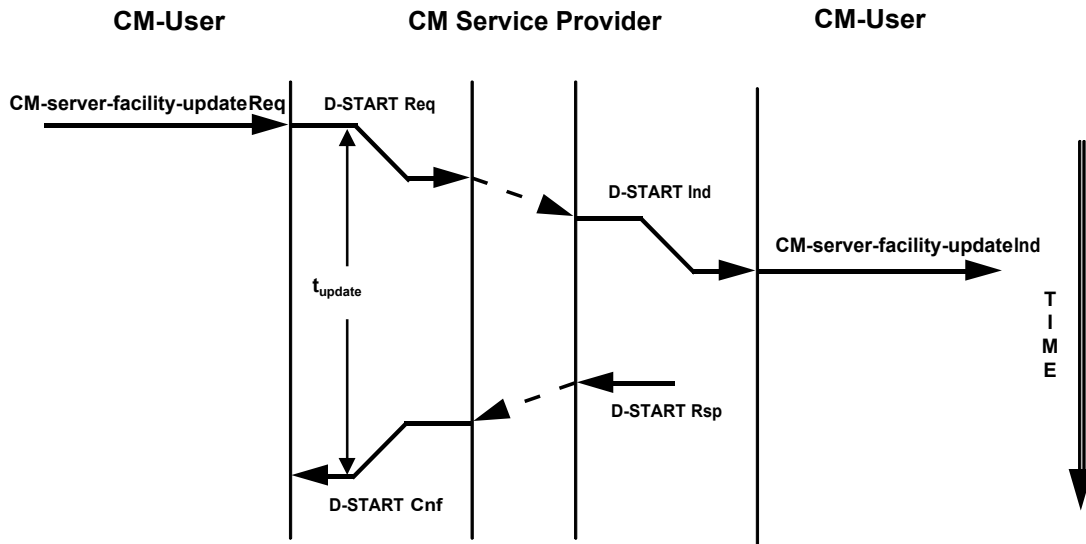 CM-User
CM Service Provider
CM-User
CM-server-facility-updateReq
D-START Req
D-START Ind
CM-server-facility-updateInd
tupdate
T
I
M
E
D-START Rsp
D-START Cnf